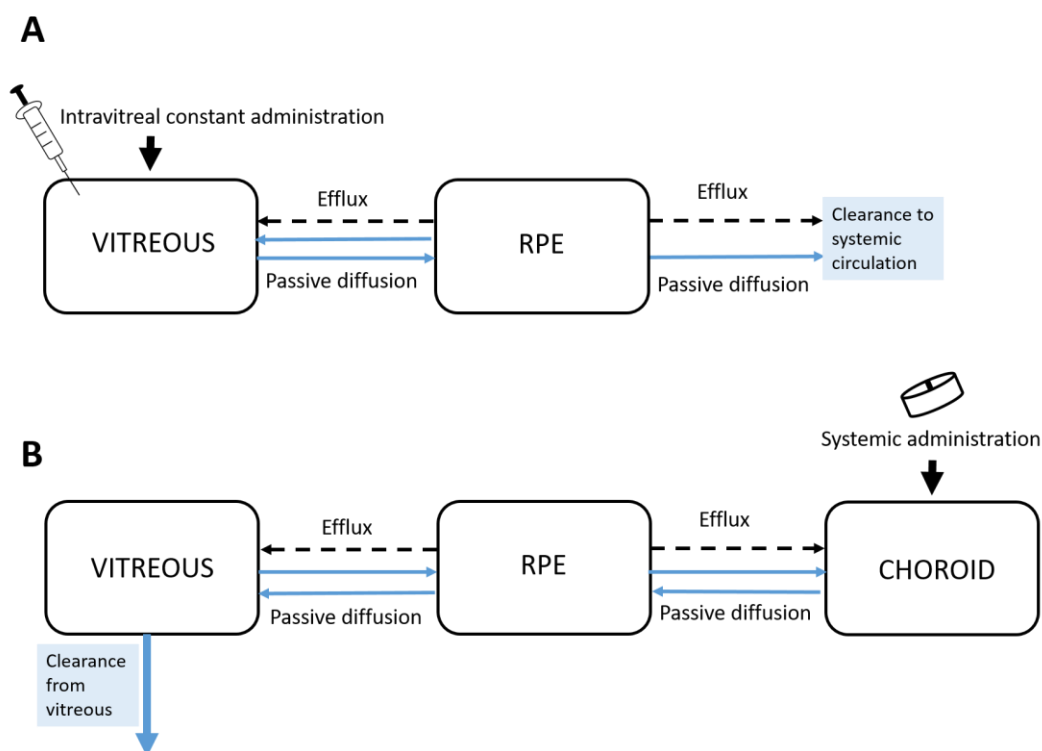 A
Intravitreal constant administration
VITREOUS
Efflux
Passive diffusion
RPE
Efflux
Passive diffusion
Clearance to
systemic
circulation
B
Systemic administration
VITREOUS
Efflux
Passive diffusion
RPE
Efflux
Passive diffusion
CHOROID
Clearance
from
vitreous